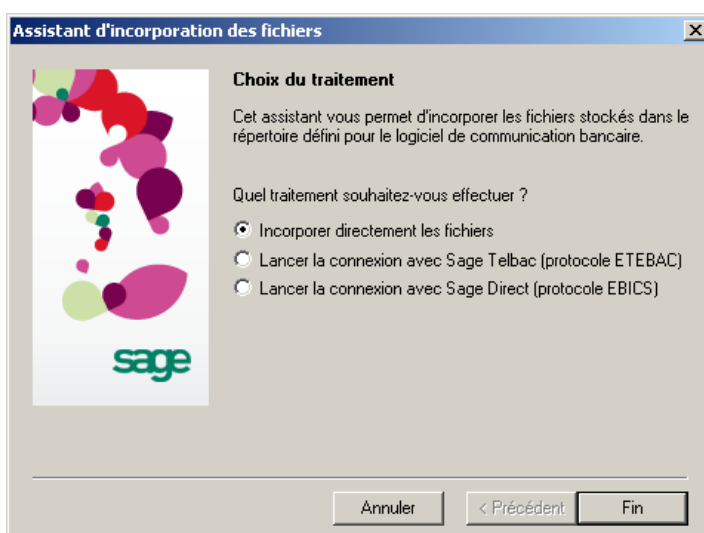 Assistant d'incorporation des fichiers
Choix du traitement
Cet assistant vous permet d'incorporer les fichiers stockés dans le
répertoire défini pour le logiciel de communication bancaire.
Quel traitement souhaitez-vous effectuer ?
Incorporer directement les fichiers
Lancer la connexion avec Sage Telbac (protocole ETEBAC)
Lancer la connexion avec Sage Direct (protocole EBICS)
sage
Annuler
< Précédent
Fin